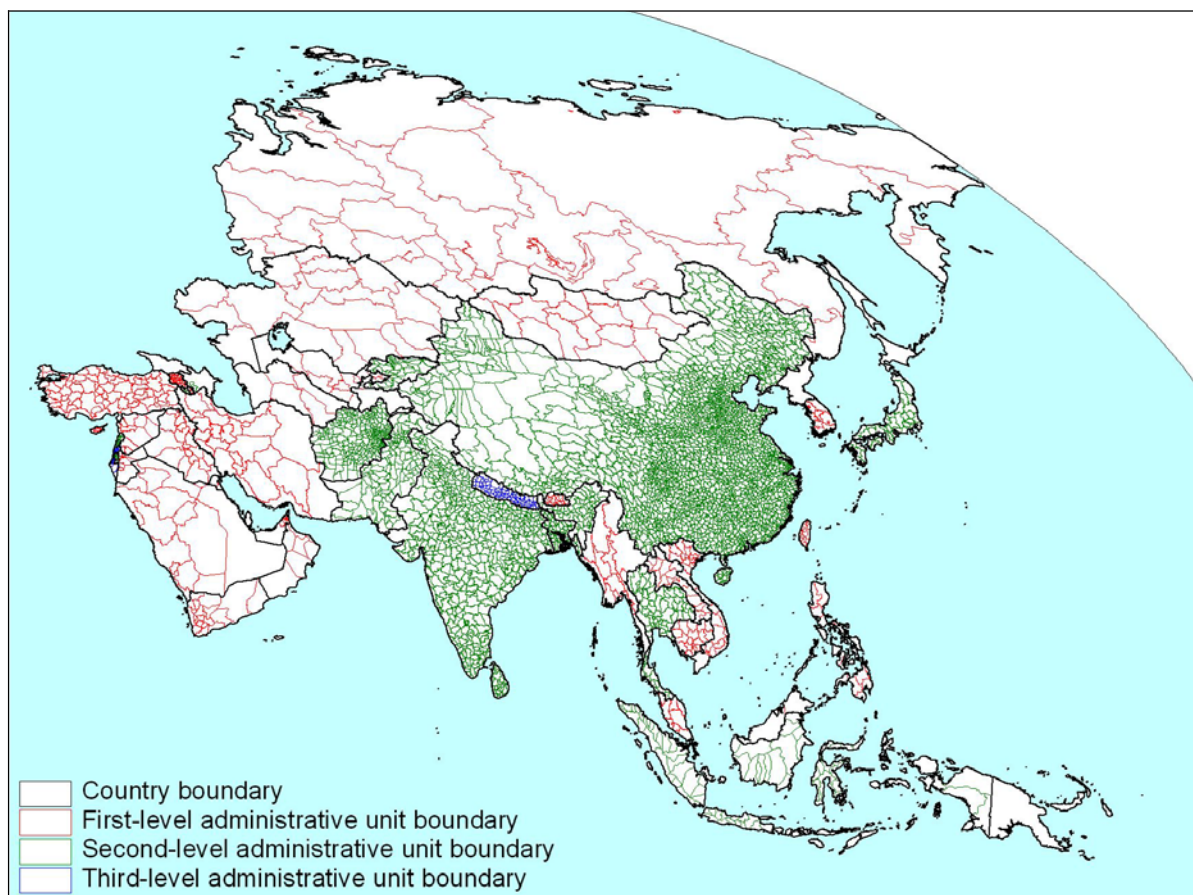 Country boundary
First-level administrative unit boundary
Second-level administrative unit boundary
Third-level administrative unit boundary